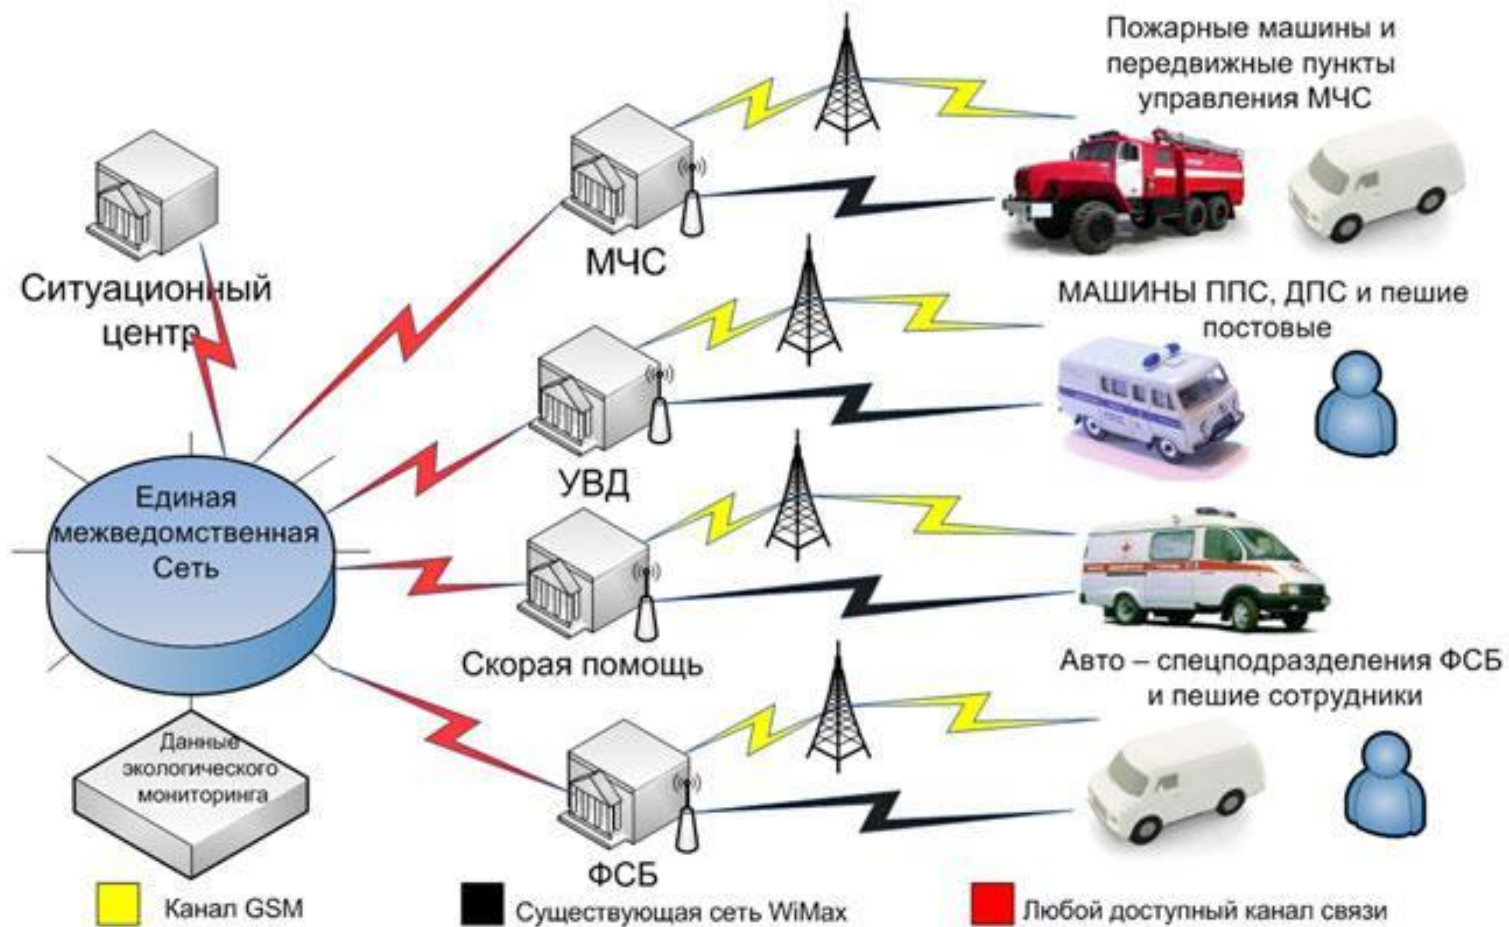 Пожарные машины и
передвижные пункты
управления МЧС
МЧС
Ситуационный
центр
МАШИНЫ ППС, ДПС и пешие
постовые
УВД
Единая
межведомственная
Сеть
Скорая помощь
Авто – спецподразделения ФСБ
и пешие сотрудники
Данные
экологического
мониторинга
ФСБ
Канал GSM
Существующая сеть WiMax
Любой доступный канал связи